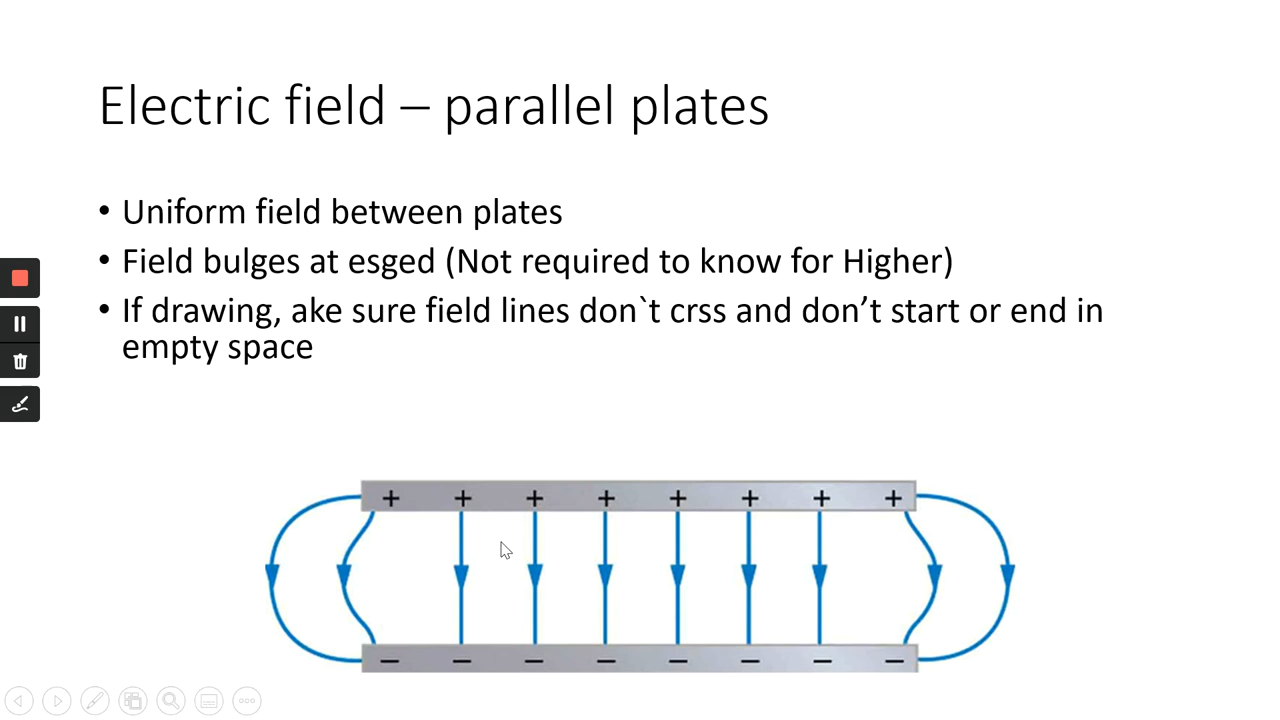 Electric field – parallel plates
• Uniform field between plates
• Field bulges at esged (Not required to know for Higher)
• If drawing, ake sure field lines don`t crss and don’t start or end in
empty space
+ + + + + + + +
– – – – – – – –